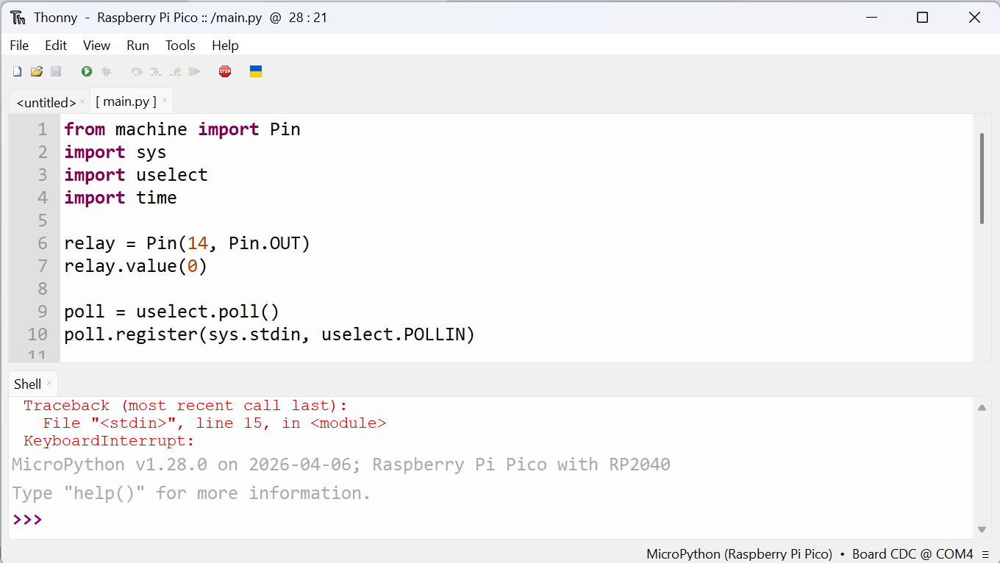 Thonny - Raspberry Pi Pico :: /main.py @ 28 : 21
File Edit View Run Tools Help
STOP
<untitled> × [ main.py ] ×
1 from machine import Pin
2 import sys
3 import uselect
4 import time
5
6 relay = Pin(14, Pin.OUT)
7 relay.value(0)
8
9 poll = uselect.poll()
10 poll.register(sys.stdin, uselect.POLLIN)
11
Shell ×
Traceback (most recent call last):
  File "<stdin>", line 15, in <module>
KeyboardInterrupt:
MicroPython v1.28.0 on 2026-04-06; Raspberry Pi Pico with RP2040
Type "help()" for more information.
>>>
MicroPython (Raspberry Pi Pico) • Board CDC @ COM4 ≡